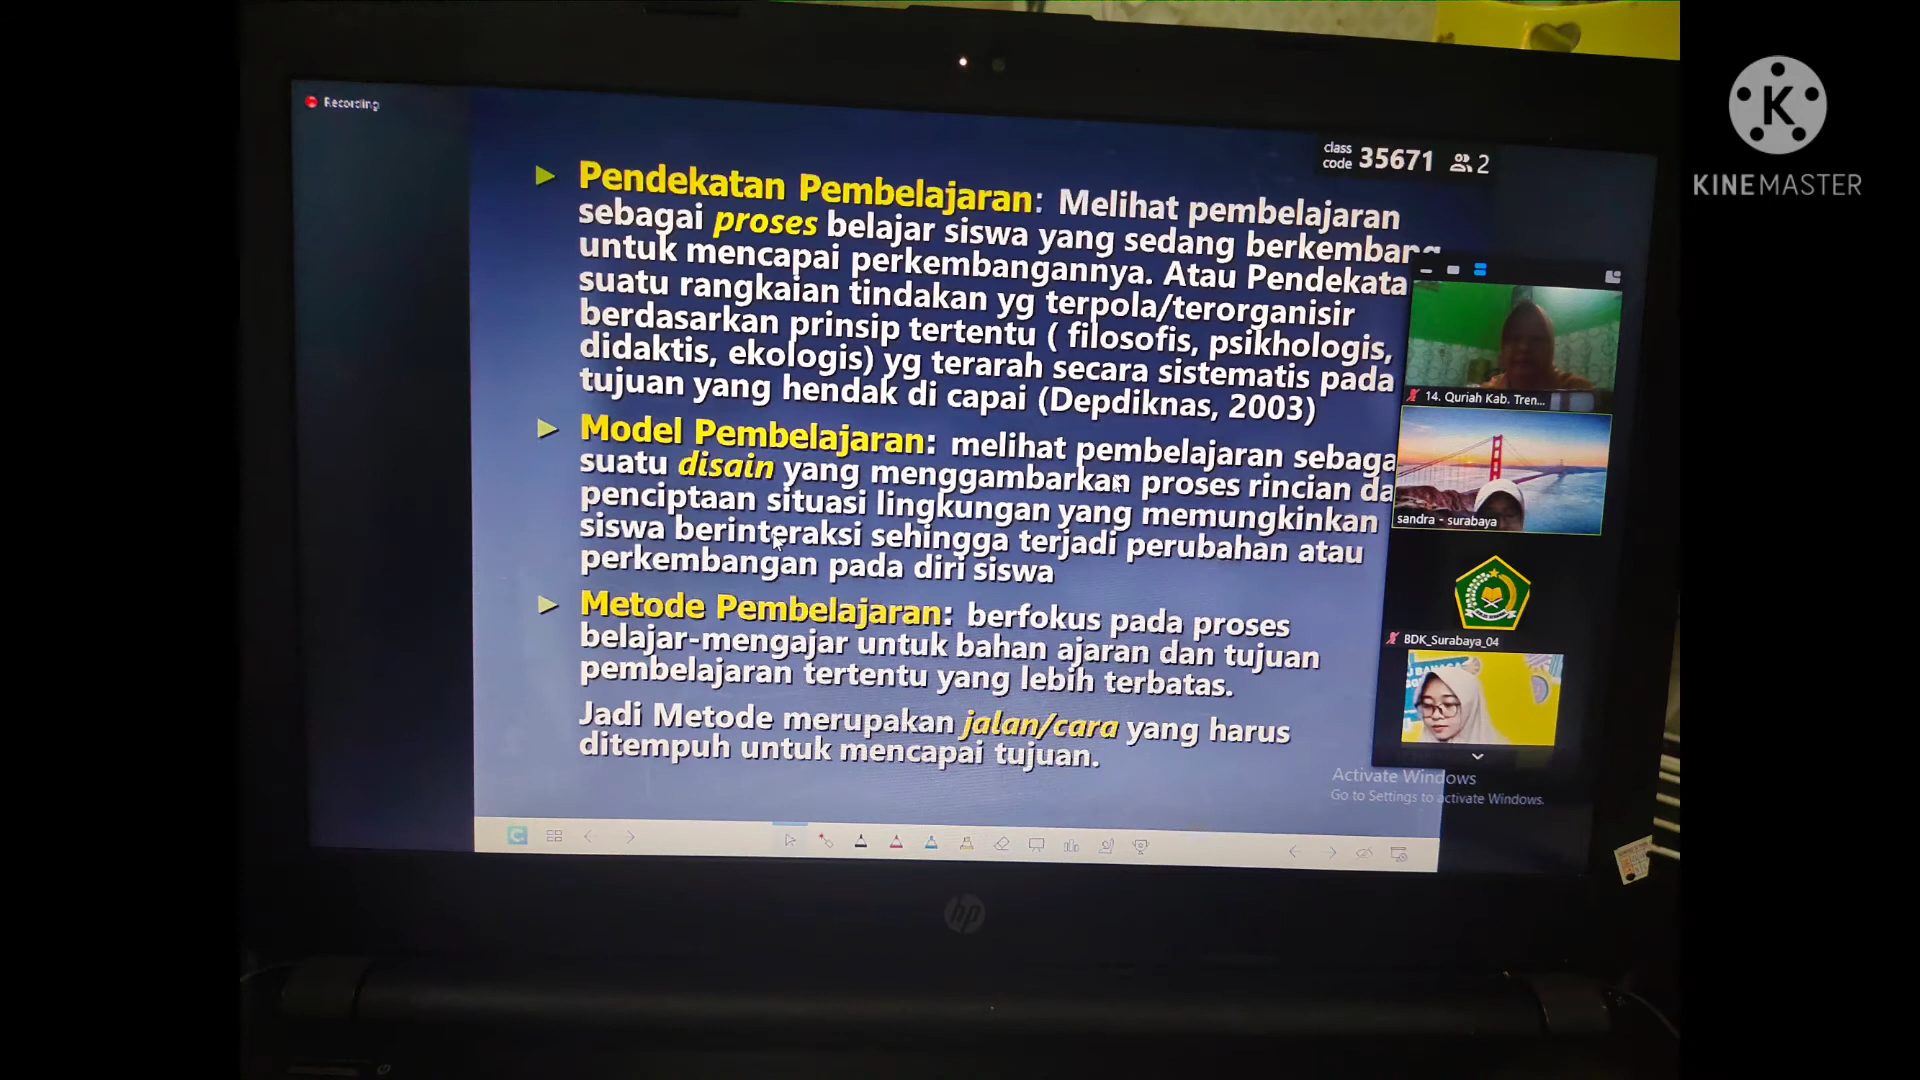 Recording
class code 35671 2
Pendekatan Pembelajaran: Melihat pembelajaran
sebagai proses belajar siswa yang sedang berkembang
untuk mencapai perkembangannya. Atau Pendekata
suatu rangkaian tindakan yg terpola/terorganisir
berdasarkan prinsip tertentu ( filosofis, psikhologis,
didaktis, ekologis) yg terarah secara sistematis pada
tujuan yang hendak di capai (Depdiknas, 2003)
Model Pembelajaran: melihat pembelajaran sebaga
suatu disain yang menggambarkan proses rincian da
penciptaan situasi lingkungan yang memungkinkan
siswa berinteraksi sehingga terjadi perubahan atau
perkembangan pada diri siswa
Metode Pembelajaran: berfokus pada proses
belajar-mengajar untuk bahan ajaran dan tujuan
pembelajaran tertentu yang lebih terbatas.
Jadi Metode merupakan jalan/cara yang harus
ditempuh untuk mencapai tujuan.
14. Quriah Kab. Tren...
sandra - surabaya
BDK_Surabaya_04
Activate Windows
Go to Settings to activate Windows.
hp
K
KINEMASTER